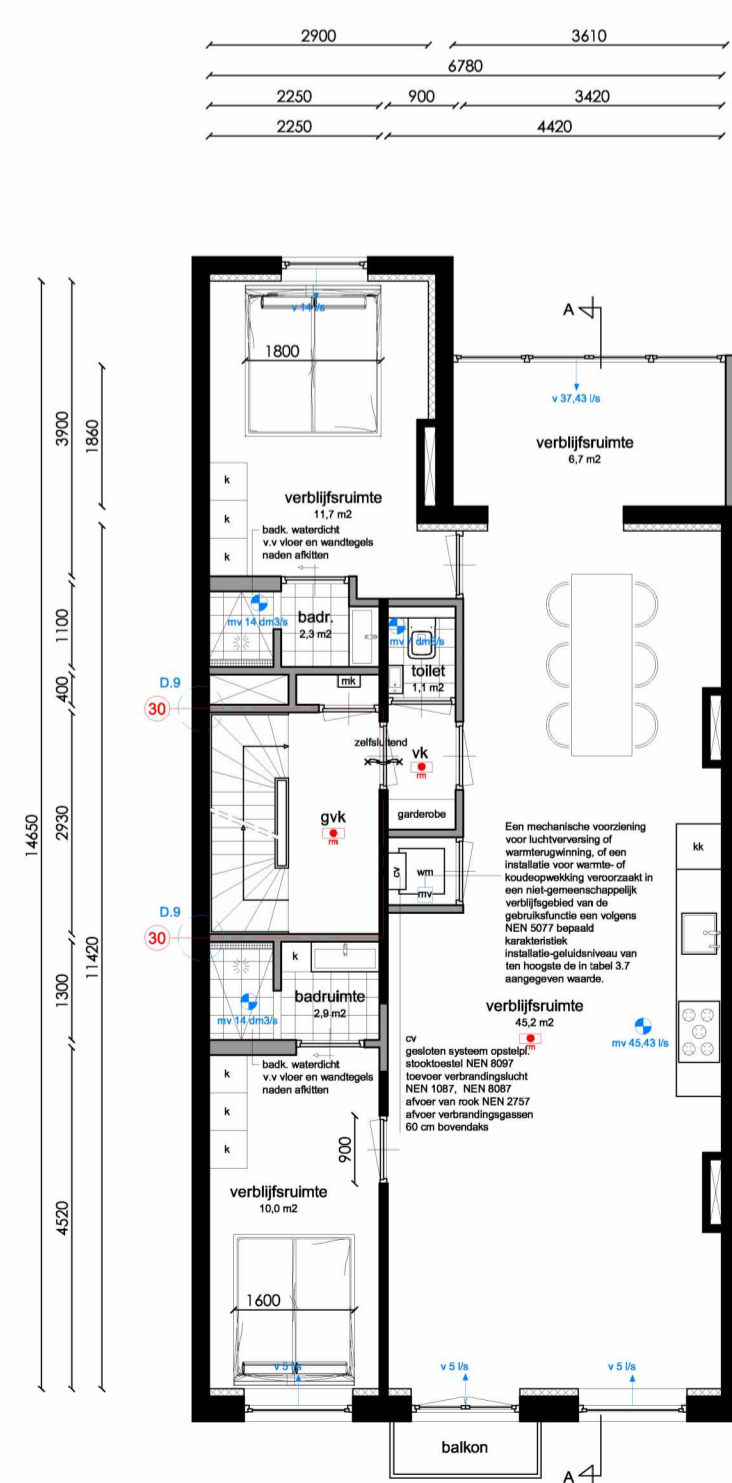 2900
3610
6780
2250
900
3420
2250
4420
A
v 14 l/s
1800
v 37,43 l/s
3900
1860
verblijfsruimte
6,7 m2
k
k
k
verblijfsruimte
11,7 m2
badk. waterdicht
v.v vloer en wandtegels
naden afkitten
1100
mv 14 dm3/s
badr.
2,3 m2
toilet
1,1 m2
400
D.9
30
mk
zelfsluitend
vk
rm
garderobe
14650
2930
gvk
rm
cv
wm
mv
kk
Een mechanische voorziening
voor luchtverversing of
warmterugwinning, of een
installatie voor warmte- of
koudeopwekking veroorzaakt in
een niet-gemeenschappelijk
verblijfsgebied van de
gebruiksfunctie een volgens
NEN 5077 bepaald
karakteristiek
installatie-geluidsniveau van
ten hoogste de in tabel 3.7
aangegeven waarde.
D.9
30
11420
1300
k
badruimte
2,9 m2
mv 14 dm3/s
verblijfsruimte
45,2 m2
rm
mv 45,43 l/s
cv
gesloten systeem opstelpl.
stooktoestel NEN 8097
toevoer verbrandingslucht
NEN 1087, NEN 8087
afvoer van rook NEN 2757
afvoer verbrandingsgassen
60 cm bovendaks
badk. waterdicht
v.v vloer en wandtegels
naden afkitten
k
k
k
900
4520
verblijfsruimte
10,0 m2
1600
v 5 l/s
v 5 l/s
v 5 l/s
balkon
A